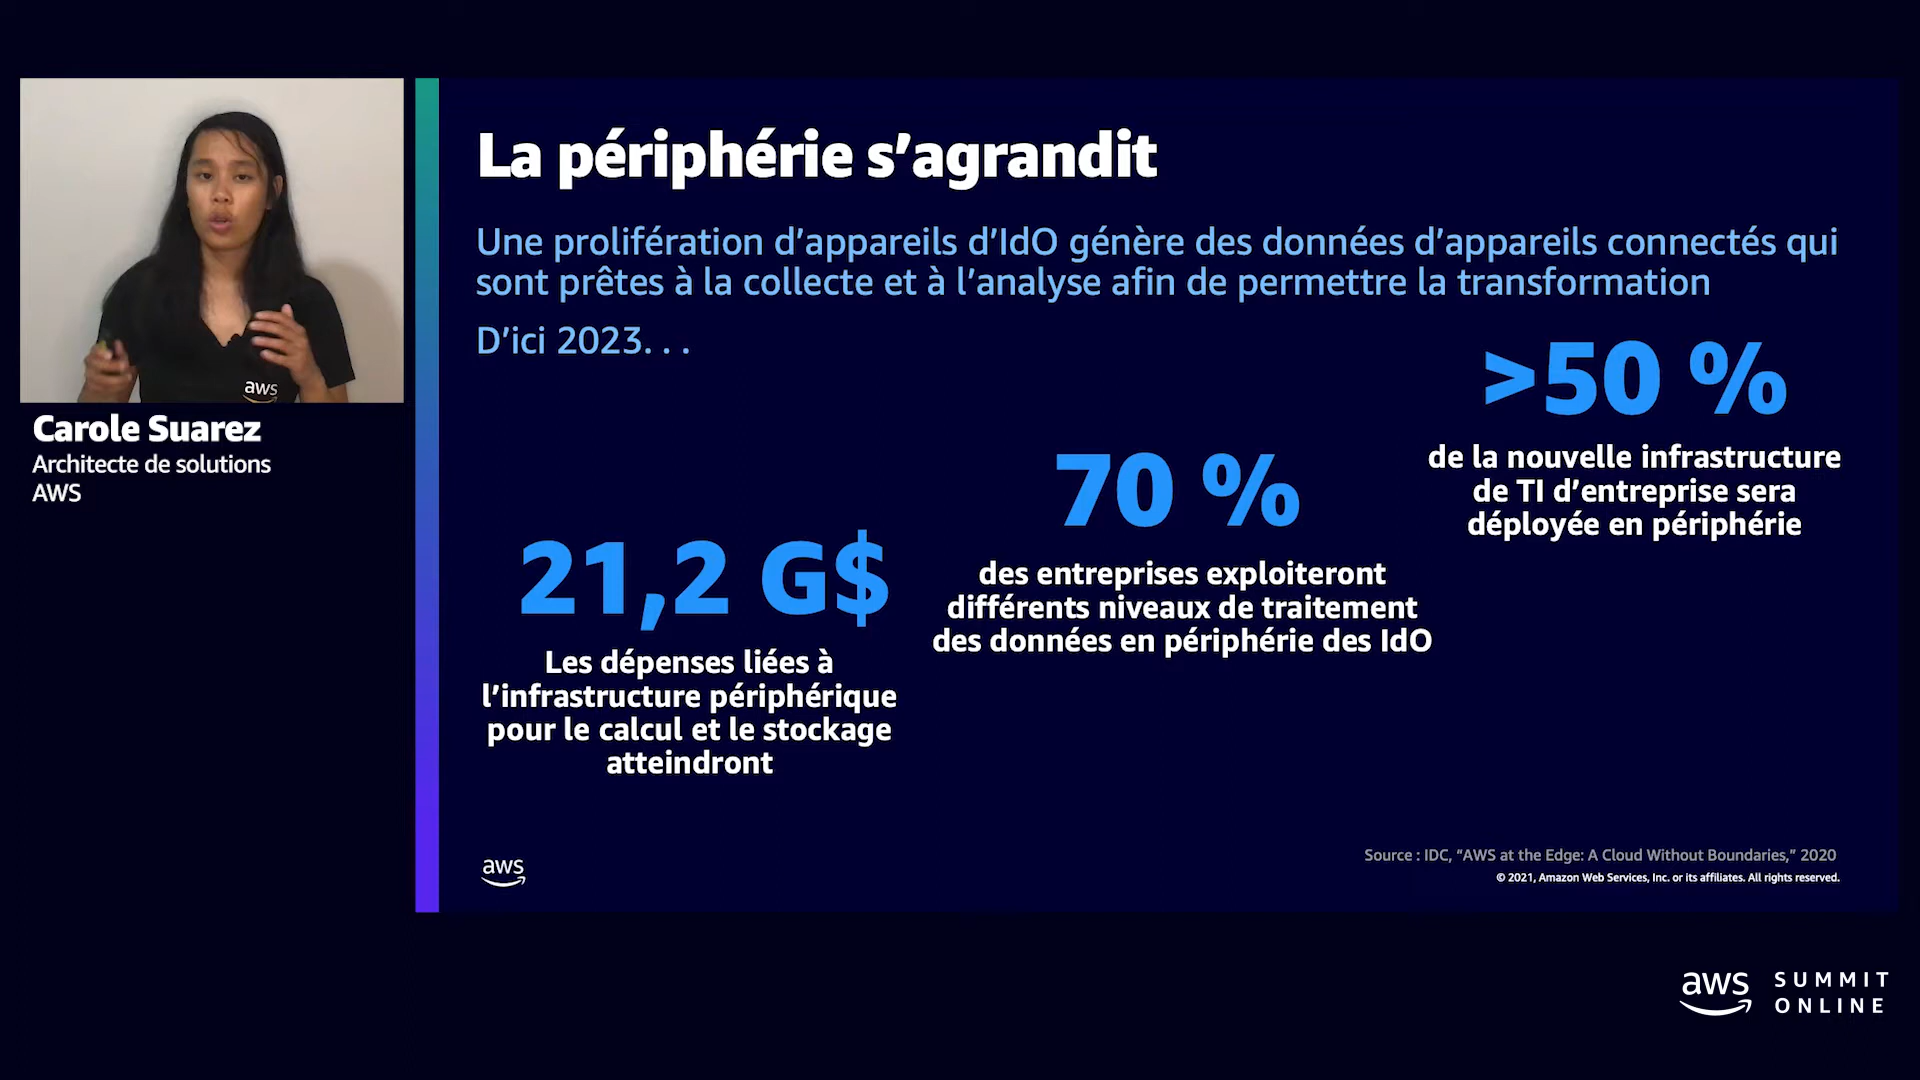 La périphérie s’agrandit
Une prolifération d’appareils d’IdO génère des données d’appareils connectés qui
sont prêtes à la collecte et à l’analyse afin de permettre la transformation
D’ici 2023. . .
>50 %
de la nouvelle infrastructure
de TI d’entreprise sera
déployée en périphérie
70 %
des entreprises exploiteront
différents niveaux de traitement
des données en périphérie des IdO
21,2 G$
Les dépenses liées à
l’infrastructure périphérique
pour le calcul et le stockage
atteindront
aws
Carole Suarez
Architecte de solutions
AWS
aws
Source : IDC, “AWS at the Edge: A Cloud Without Boundaries,” 2020
© 2021, Amazon Web Services, Inc. or its affiliates. All rights reserved.
aws
SUMMIT
ONLINE